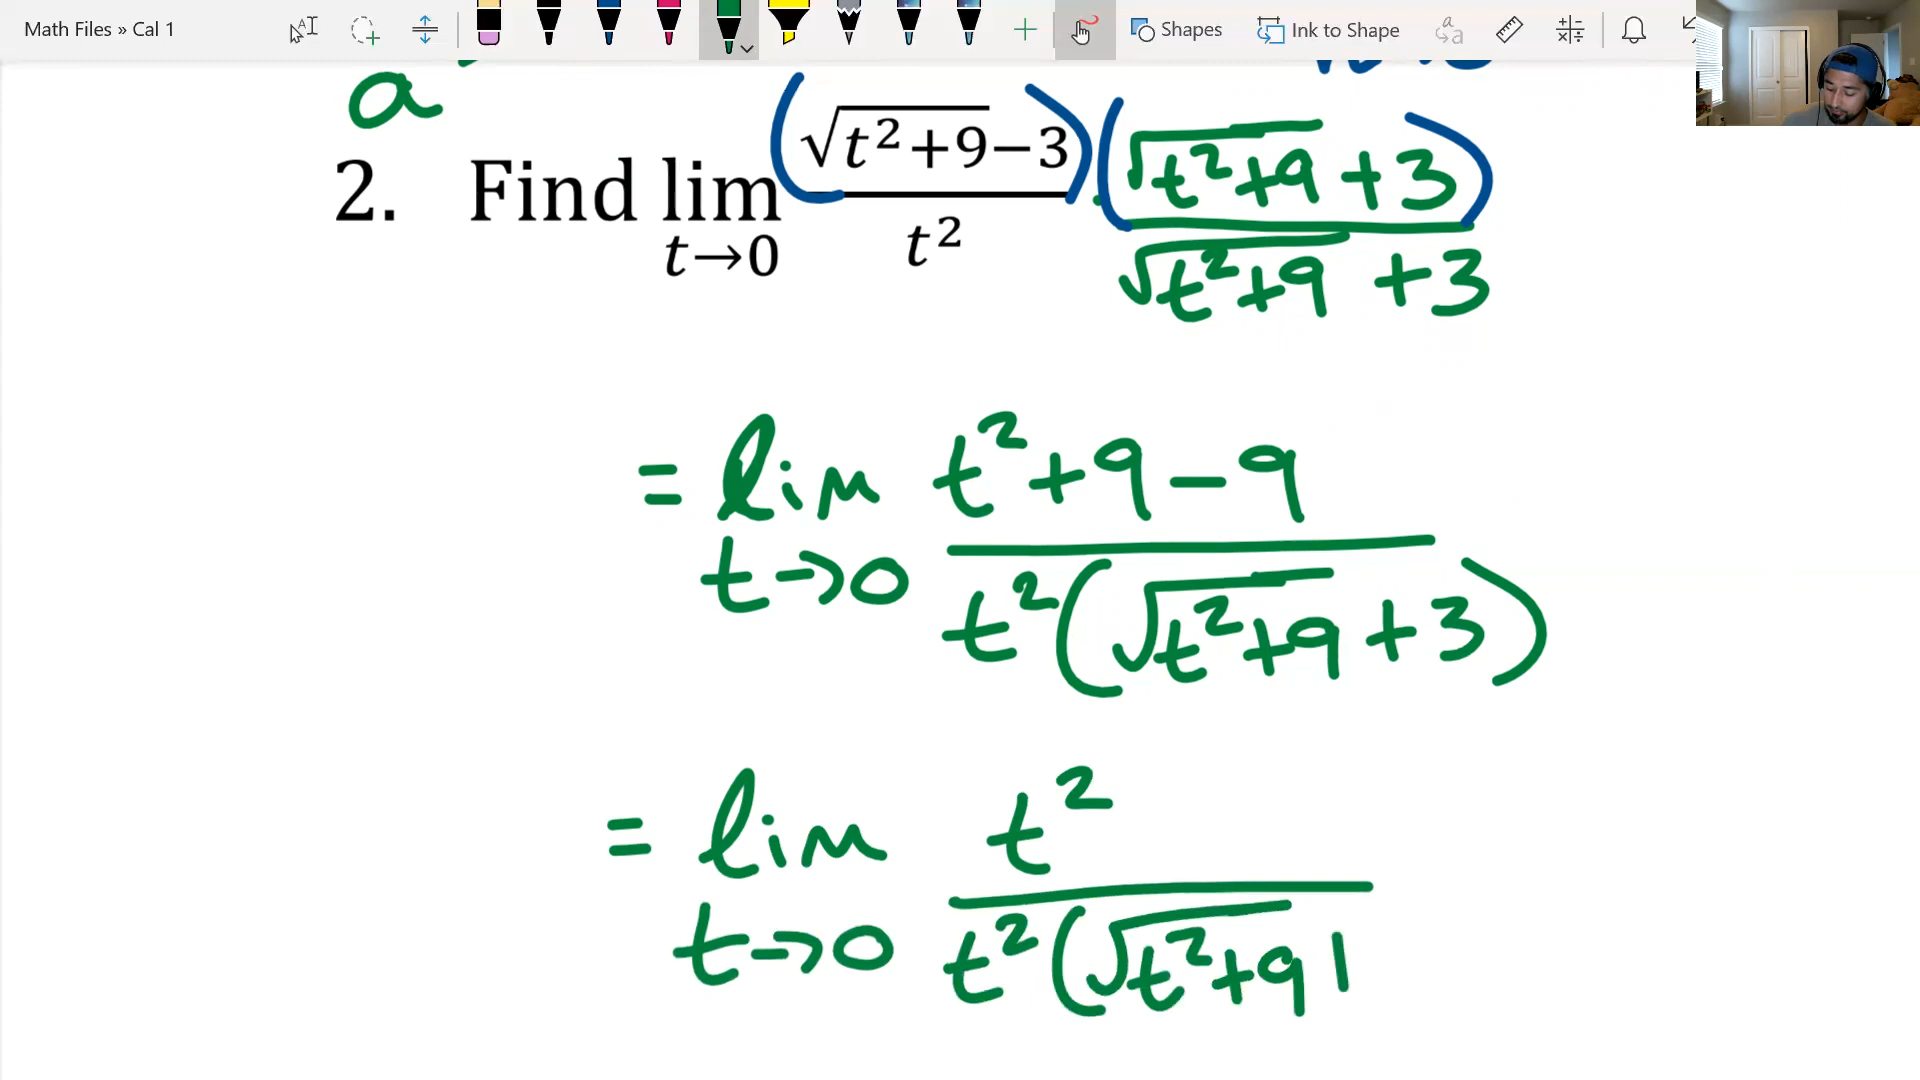 Math Files » Cal 1
Shapes
Ink to Shape
a
2. Find lim t→0 (√(t²+9)−3)/t² · (√(t²+9) +3)/(√(t²+9) +3)
= lim t→0 (t²+9−9)/(t²(√(t²+9) +3))
= lim t→0 t²/(t²(√(t²+9) |